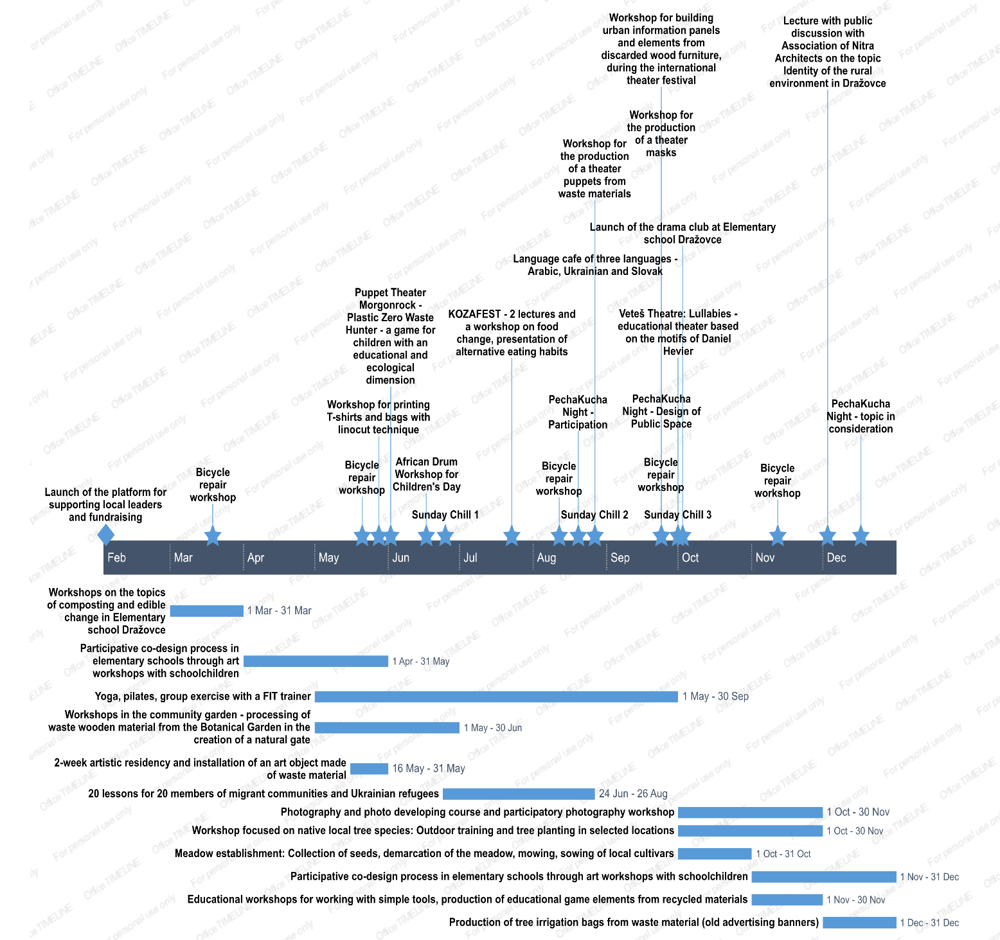 Workshop for building
urban information panels
and elements from
discarded wood furniture,
during the international
theater festival
Lecture with public
discussion with
Association of Nitra
Architects on the topic
Identity of the rural
environment in Dražovce
Workshop for
the production
of a theater
masks
Workshop for
the production
of a theater
puppets from
waste materials
Launch of the drama club at Elementary
school Dražovce
Language cafe of three languages -
Arabic, Ukrainian and Slovak
Puppet Theater
Morgonrock -
Plastic Zero Waste
Hunter - a game for
children with an
educational and
ecological
dimension
KOZAFEST - 2 lectures and
a workshop on food
change, presentation of
alternative eating habits
Veteš Theatre: Lullabies -
educational theater based
on the motifs of Daniel
Hevier
Workshop for printing
T-shirts and bags with
linocut technique
PechaKucha
Night -
Participation
PechaKucha
Night - Design of
Public Space
PechaKucha
Night - topic in
consideration
Launch of the platform for
supporting local leaders
and fundraising
Bicycle
repair
workshop
Bicycle
repair
workshop
African Drum
Workshop for
Children's Day
Bicycle
repair
workshop
Bicycle
repair
workshop
Bicycle
repair
workshop
Sunday Chill 1
Sunday Chill 2
Sunday Chill 3
Feb
Mar
Apr
May
Jun
Jul
Aug
Sep
Oct
Nov
Dec
Workshops on the topics
of composting and edible
change in Elementary
school Dražovce
1 Mar - 31 Mar
Participative co-design process in
elementary schools through art
workshops with schoolchildren
1 Apr - 31 May
Yoga, pilates, group exercise with a FIT trainer
1 May - 30 Sep
Workshops in the community garden - processing of
waste wooden material from the Botanical Garden in the
creation of a natural gate
1 May - 30 Jun
2-week artistic residency and installation of an art object made
of waste material
16 May - 31 May
20 lessons for 20 members of migrant communities and Ukrainian refugees
24 Jun - 26 Aug
Photography and photo developing course and participatory photography workshop
1 Oct - 30 Nov
Workshop focused on native local tree species: Outdoor training and tree planting in selected locations
1 Oct - 30 Nov
Meadow establishment: Collection of seeds, demarcation of the meadow, mowing, sowing of local cultivars
1 Oct - 31 Oct
Participative co-design process in elementary schools through art workshops with schoolchildren
1 Nov - 31 Dec
Educational workshops for working with simple tools, production of educational game elements from recycled materials
1 Nov - 30 Nov
Production of tree irrigation bags from waste material (old advertising banners)
1 Dec - 31 Dec
Office TIMELINE
For personal use only